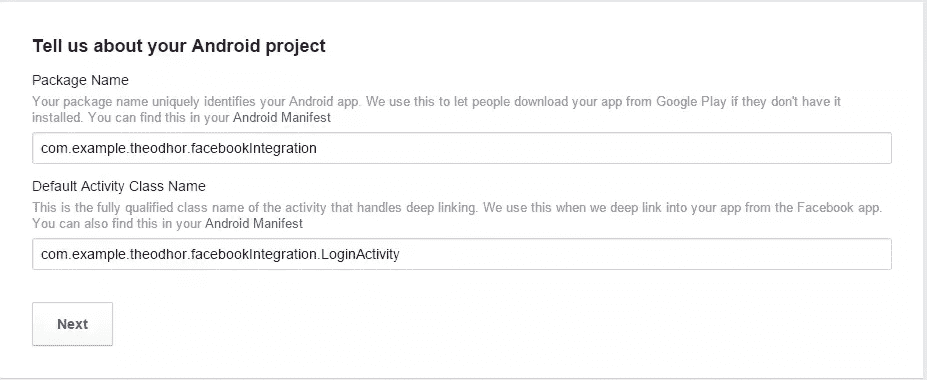 Tell us about your Android project
Package Name
Your package name uniquely identifies your Android app. We use this to let people download your app from Google Play if they don't have it
installed. You can find this in your Android Manifest
com.example.theodhor.facebookIntegration
Default Activity Class Name
This is the fully qualified class name of the activity that handles deep linking. We use this when we deep link into your app from the Facebook app.
You can also find this in your Android Manifest
com.example.theodhor.facebookIntegration.LoginActivity
Next